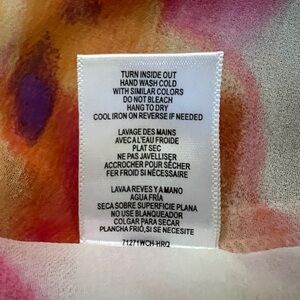 TURN INSIDE OUT
HAND WASH COLD
WITH SIMILAR COLORS
DO NOT BLEACH
HANG TO DRY
COOL IRON ON REVERSE IF NEEDED
LAVAGE DES MAINS
AVEC A L'EAU FROIDE
PLAT SEC
NE PAS JAVELLISER
ACCROCHER POUR SÉCHER
FER FROID SI NÉCESSAIRE
LAVA A REVES Y A MANO
AGUA FRÍA
SECA SOBRE SUPERFICIE PLANA
NO USE BLANQUEADOR
COLGAR PARA SECAR
PLANCHA FRIO, SI SE NECESITE
71271WCH-HRQ